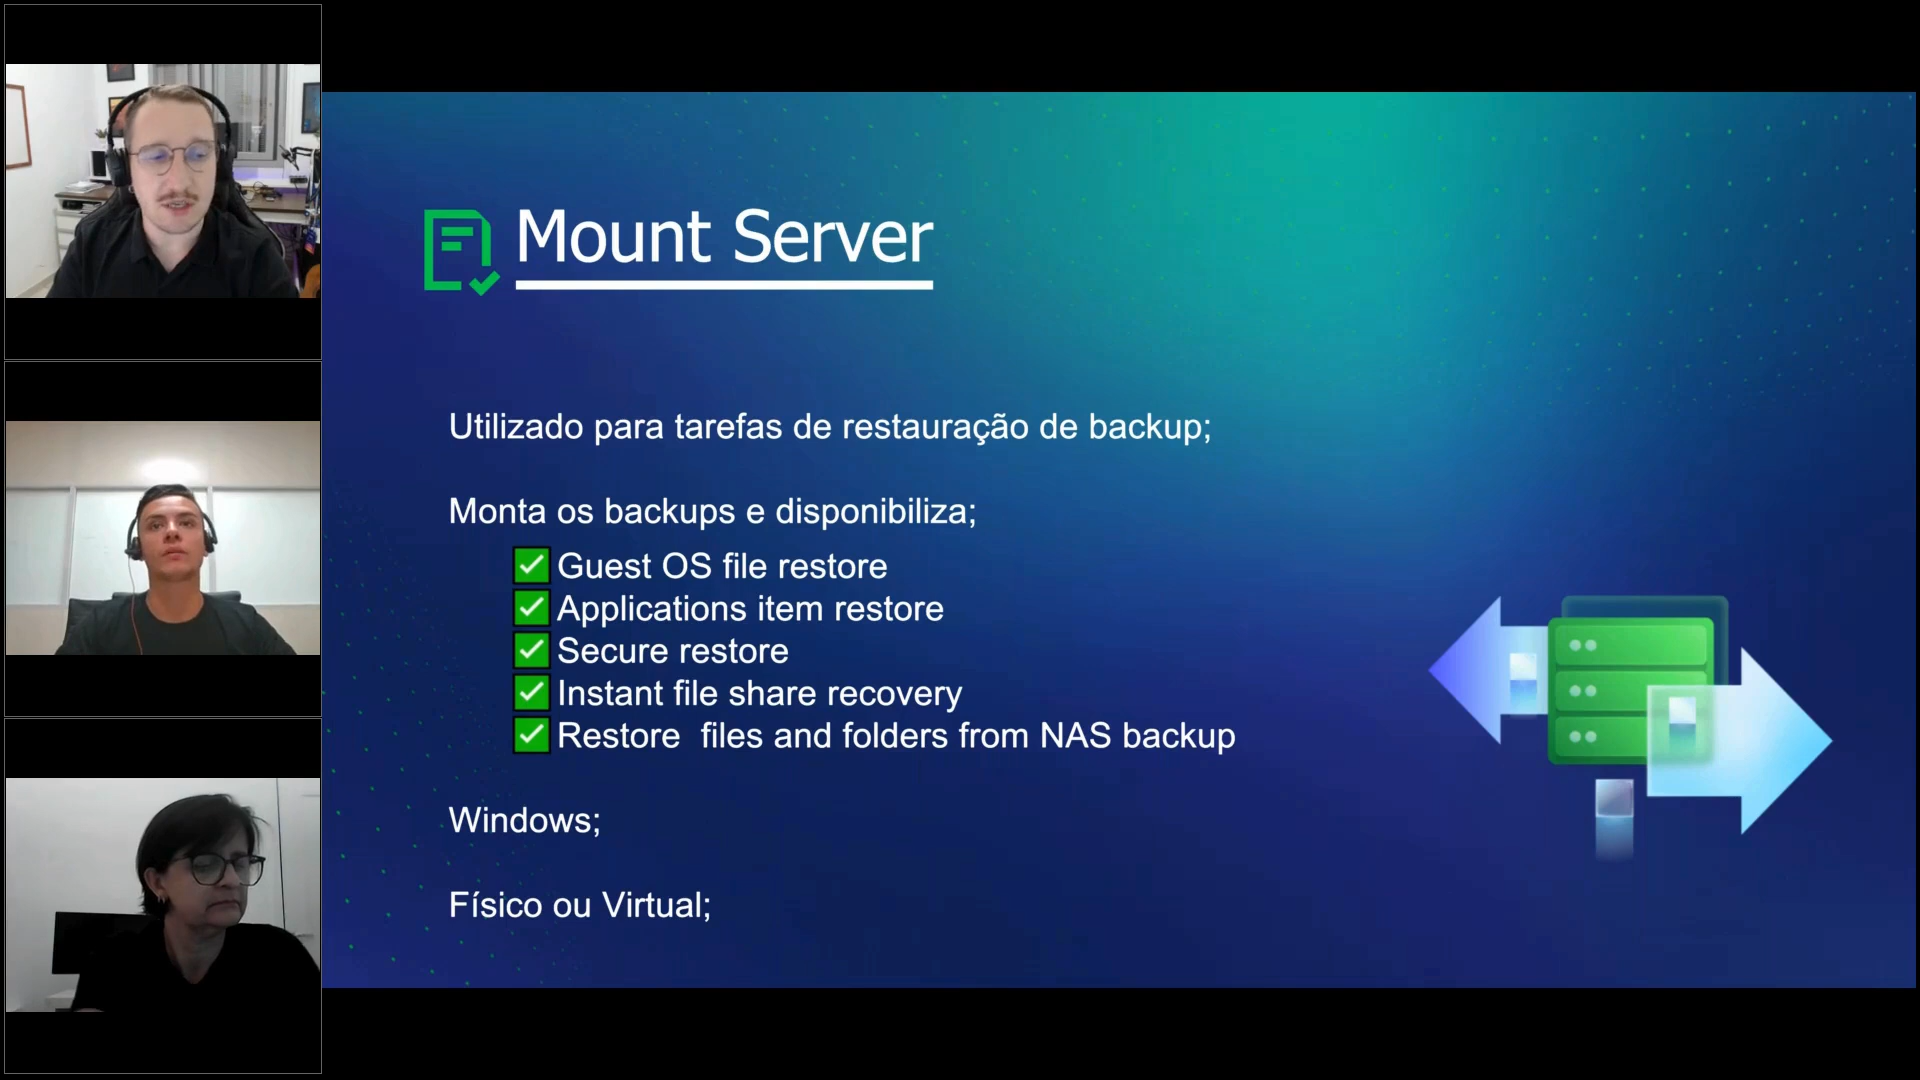 Mount Server
Utilizado para tarefas de restauração de backup;
Monta os backups e disponibiliza;
Guest OS file restore
Applications item restore
Secure restore
Instant file share recovery
Restore  files and folders from NAS backup
Windows;
Físico ou Virtual;